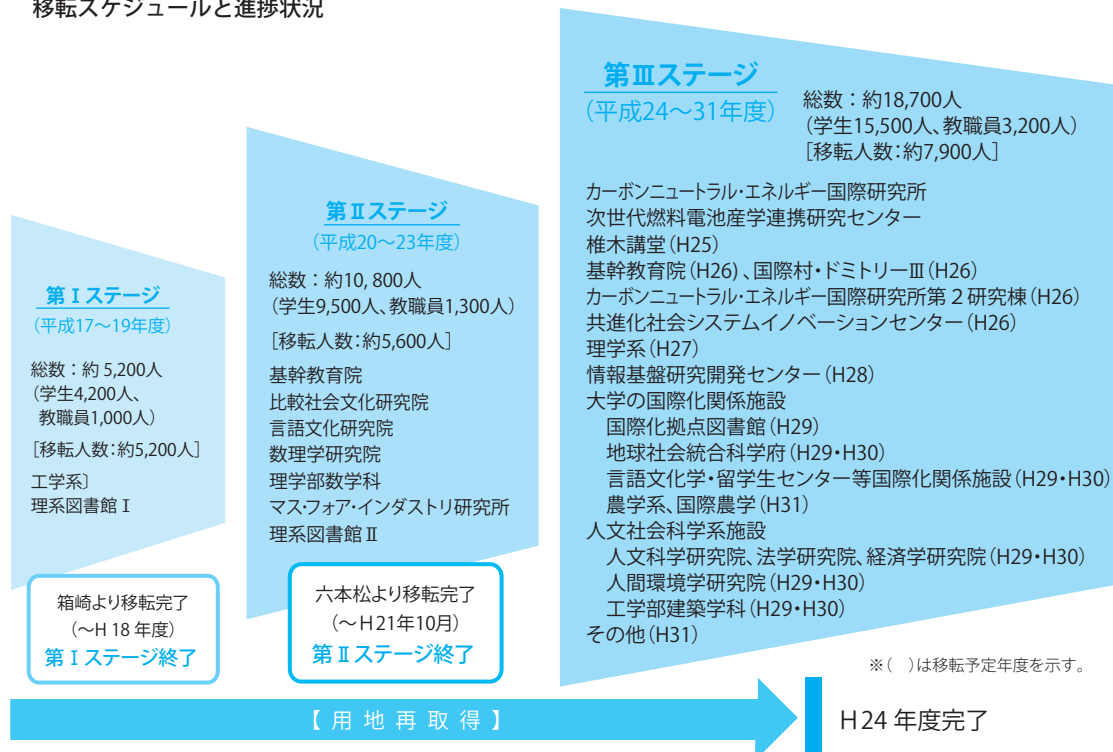 移転スケジュールと進捗状況
第Ⅰステージ
(平成17〜19年度)
総数：約 5,200人
(学生4,200人、
教職員1,000人)
[移転人数：約5,200人]
工学系〕
理系図書館Ⅰ
箱崎より移転完了
(〜H 18 年度)
第Ⅰステージ終了
第Ⅱステージ
(平成20〜23年度)
総数：約10, 800人
(学生9,500人、教職員1,300人)
[移転人数：約5,600人]
基幹教育院
比較社会文化研究院
言語文化研究院
数理学研究院
理学部数学科
マス・フォア・インダストリ研究所
理系図書館Ⅱ
六本松より移転完了
(〜H21年10月)
第Ⅱステージ終了
第Ⅲステージ
(平成24〜31年度)
総数：約18,700人
(学生15,500人、教職員3,200人)
[移転人数：約7,900人]
カーボンニュートラル・エネルギー国際研究所
次世代燃料電池産学連携研究センター
椎木講堂(H25)
基幹教育院(H26)、国際村・ドミトリーⅢ(H26)
カーボンニュートラル・エネルギー国際研究所第２研究棟(H26)
共進化社会システムイノベーションセンター(H26)
理学系(H27)
情報基盤研究開発センター(H28)
大学の国際化関係施設
国際化拠点図書館(H29)
地球社会統合科学府(H29・H30)
言語文化学・留学生センター等国際化関係施設(H29・H30)
農学系、国際農学(H31)
人文社会科学系施設
人文科学研究院、法学研究院、経済学研究院(H29・H30)
人間環境学研究院(H29・H30)
工学部建築学科(H29・H30)
その他(H31)
※(　)は移転予定年度を示す。
【 用 地 再 取 得 】
H24 年度完了